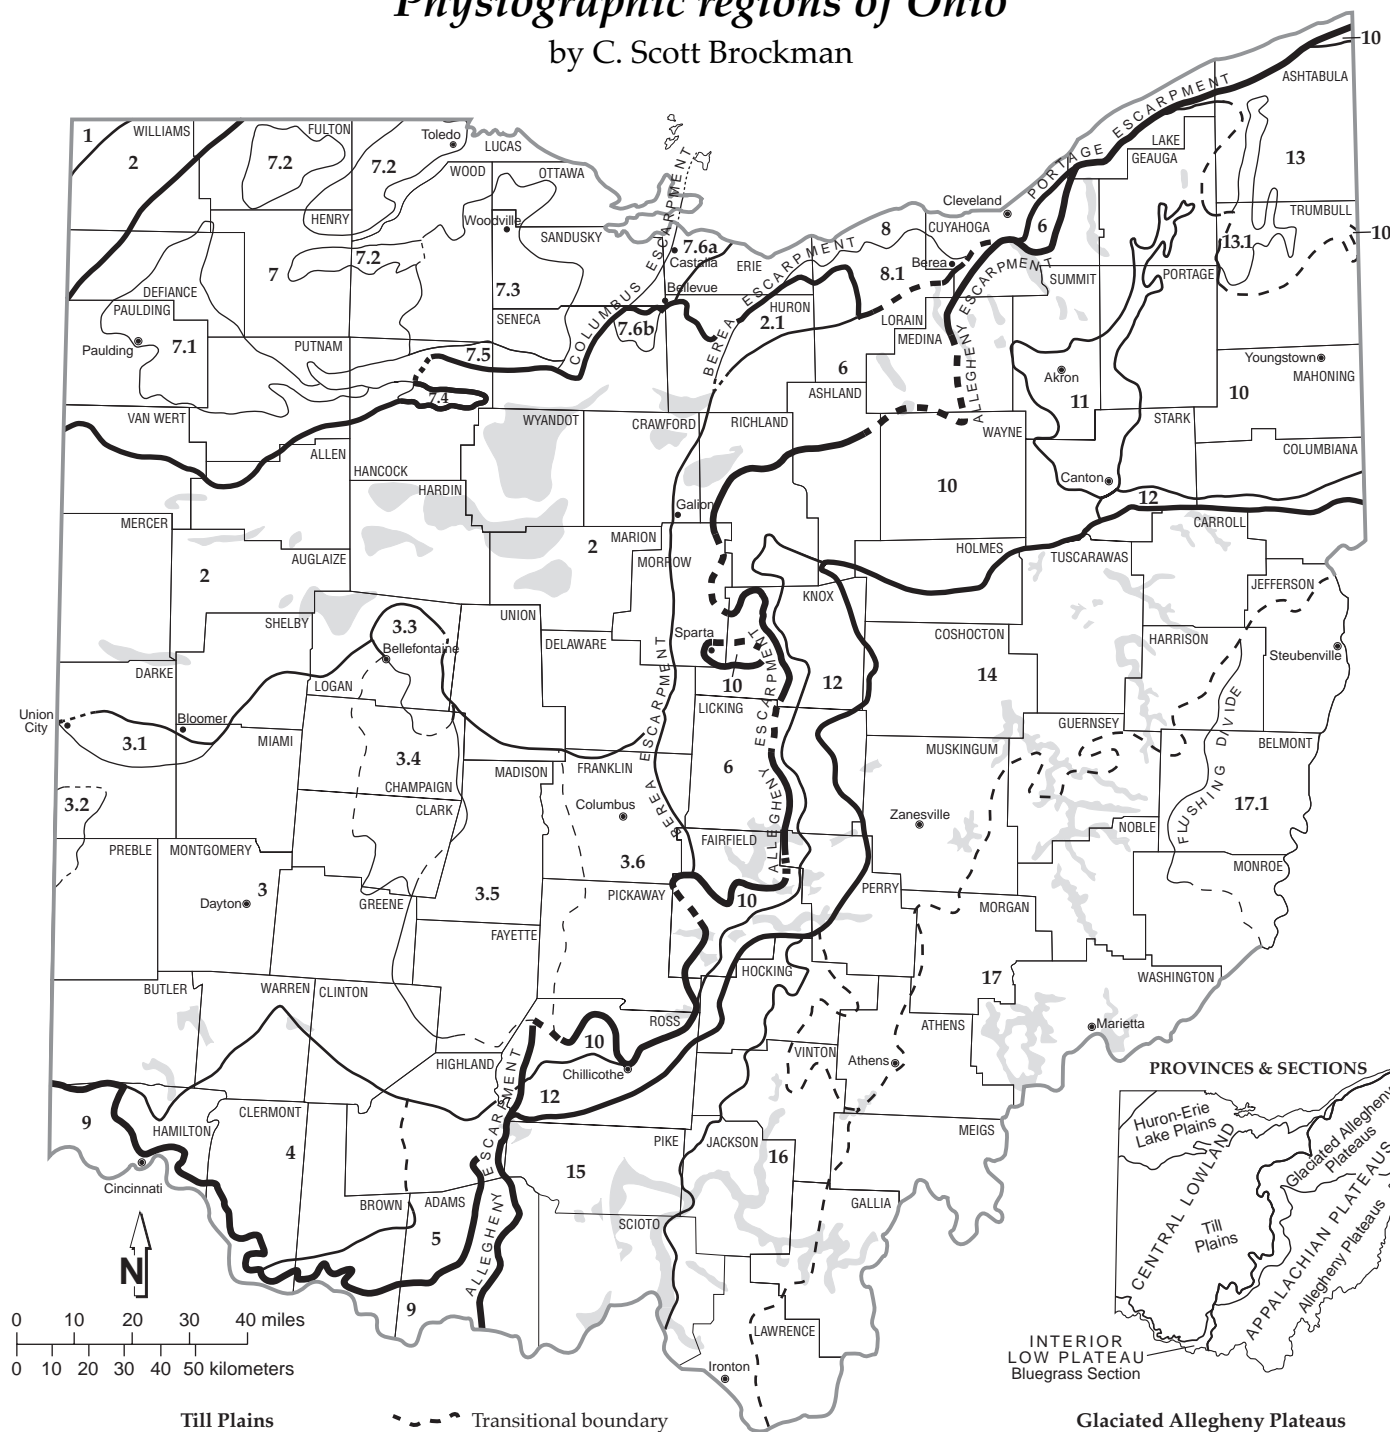 Physiographic regions of Ohio
by C. Scott Brockman
10
ASHTABULA
PORTAGE ESCARPMENT
1
WILLIAMS
2
FULTON
7.2
Toledo
7.2
LUCAS
WOOD
OTTAWA
LAKE
GEAUGA
13
Cleveland
HENRY
Woodville
SANDUSKY
COLUMBUS ESCARPMENT
7.6a
Castalia
ERIE
BEREA ESCARPMENT
8
CUYAHOGA
6
TRUMBULL
10
13.1
7
7.2
7.3
Bellevue
8.1
Berea
ALLEGHENY ESCARPMENT
SUMMIT
PORTAGE
DEFIANCE
PAULDING
SENECA
7.6b
HURON
2.1
LORAIN
MEDINA
Paulding
7.1
PUTNAM
7.5
6
Youngstown
MAHONING
Akron
7.4
ASHLAND
11
10
VAN WERT
WYANDOT
CRAWFORD
RICHLAND
WAYNE
STARK
ALLEN
HANCOCK
COLUMBIANA
HARDIN
Canton
10
12
Galion
MERCER
CARROLL
AUGLAIZE
2
MARION
MORROW
HOLMES
TUSCARAWAS
2
JEFFERSON
KNOX
SHELBY
3.3
UNION
Bellefontaine
DELAWARE
Sparta
COSHOCTON
HARRISON
Steubenville
DARKE
LOGAN
10
12
14
LICKING
Union
City
Bloomer
3.1
MIAMI
BEREA ESCARPMENT
ALLEGHENY ESCARPMENT
GUERNSEY
FLUSHING DIVIDE
MUSKINGUM
BELMONT
3.4
MADISON
FRANKLIN
6
CHAMPAIGN
CLARK
3.2
Columbus
Zanesville
17.1
NOBLE
PREBLE
MONTGOMERY
3.6
FAIRFIELD
MONROE
Dayton
3
GREENE
3.5
PICKAWAY
10
PERRY
MORGAN
FAYETTE
HOCKING
17
WASHINGTON
BUTLER
WARREN
CLINTON
ROSS
ATHENS
Marietta
10
HIGHLAND
VINTON
Athens
Chillicothe
12
PROVINCES & SECTIONS
Huron-Erie
Lake Plains
Glaciated Allegheny
Plateaus
9
CLERMONT
HAMILTON
4
PIKE
JACKSON
16
MEIGS
ALLEGHENY ESCARPMENT
15
Cincinnati
BROWN
ADAMS
GALLIA
CENTRAL LOWLAND
Till
Plains
APPALACHIAN PLATEAUS
Allegheny Plateaus
5
SCIOTO
N
9
0 10 20 30 40 miles
0 10 20 30 40 50 kilometers
LAWRENCE
Ironton
INTERIOR
LOW PLATEAU
Bluegrass Section
Till Plains
Transitional boundary
Glaciated Allegheny Plateaus